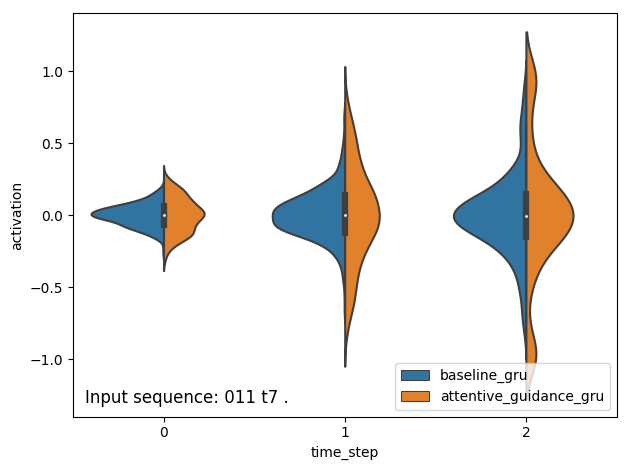 activation
1.0
0.5
0.0
−0.5
−1.0
Input sequence: 011 t7 .
baseline_gru
attentive_guidance_gru
0
1
2
time_step